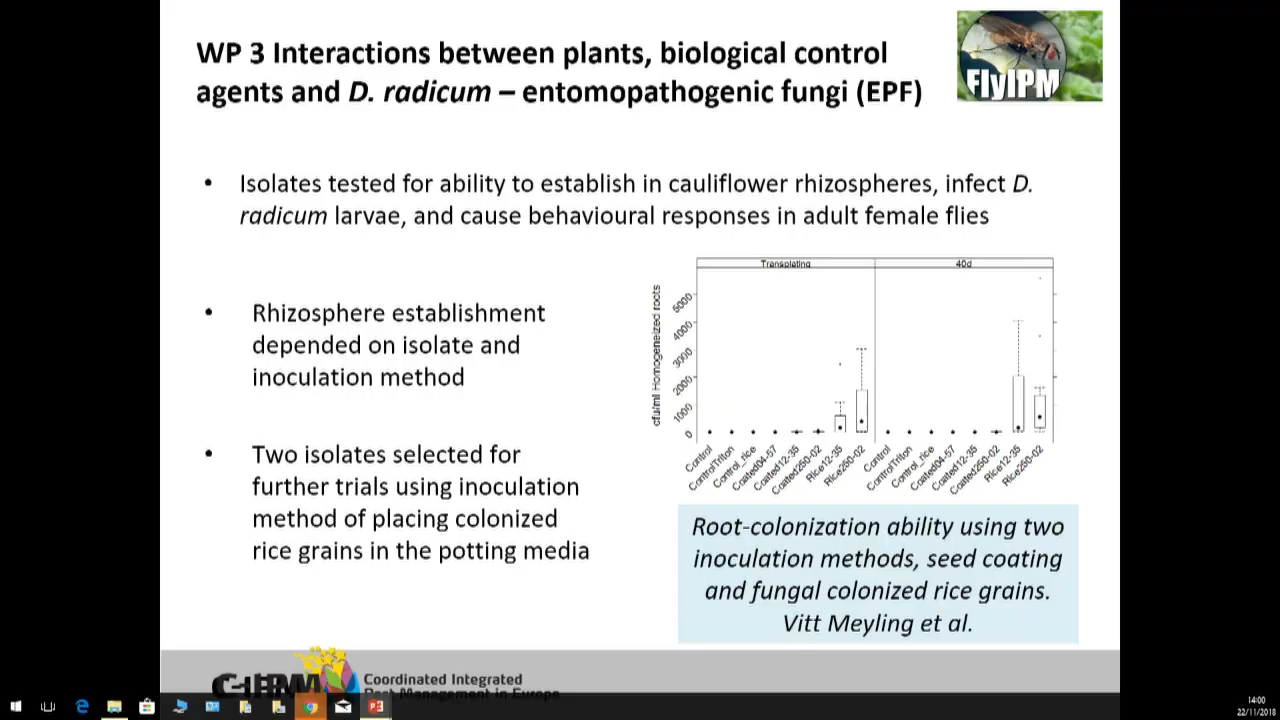 WP 3 Interactions between plants, biological control
agents and D. radicum – entomopathogenic fungi (EPF)
FlyIPM
• Isolates tested for ability to establish in cauliflower rhizospheres, infect D.
radicum larvae, and cause behavioural responses in adult female flies
• Rhizosphere establishment
depended on isolate and
inoculation method
• Two isolates selected for
further trials using inoculation
method of placing colonized
rice grains in the potting media
Transplating
40d
cfu/ml Homogeneized roots
5000
4000
3000
2000
1000
0
Control
ControlTriton
Control_rice
Coated04-57
Coated12-35
Coated250-02
Rice12-35
Rice250-02
Control
ControlTriton
Control_rice
Coated04-57
Coated12-35
Coated250-02
Rice12-35
Rice250-02
Root-colonization ability using two
inoculation methods, seed coating
and fungal colonized rice grains.
Vitt Meyling et al.
C-IPM
Coordinated Integrated
Pest Management in Europe
14:00
22/11/2018